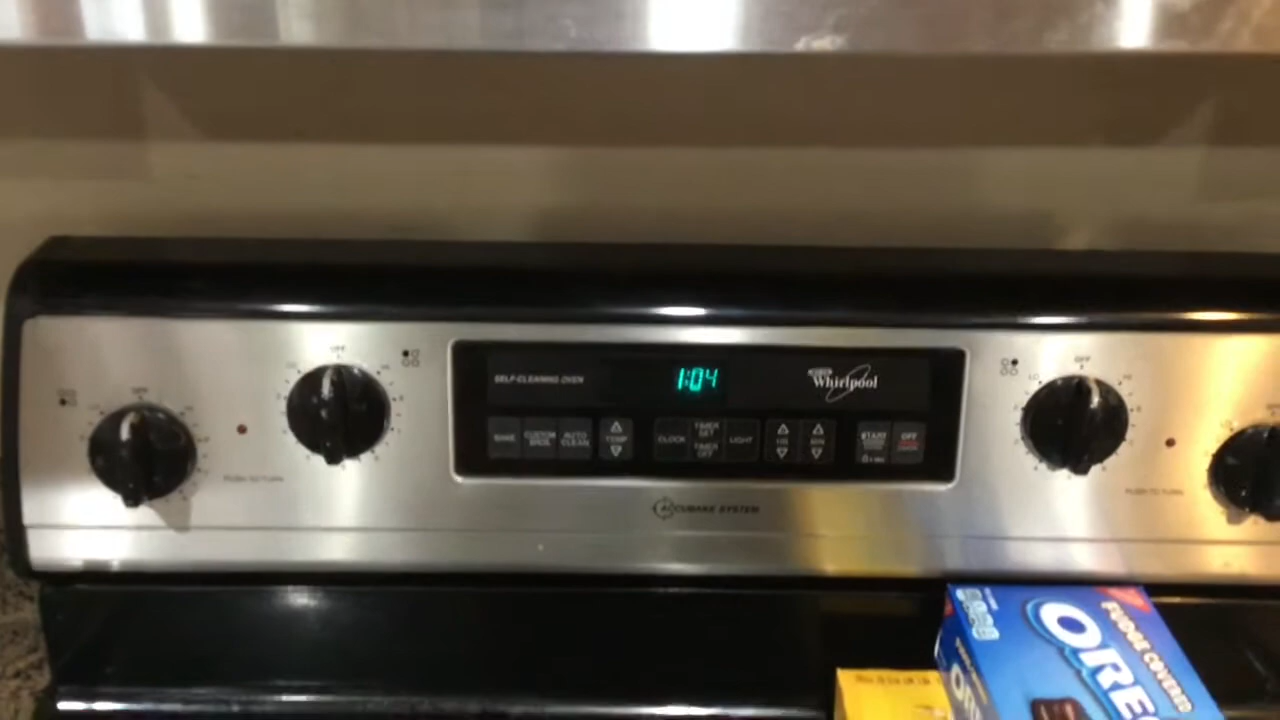 OFF
OFF
OFF
SELF-CLEANING OVEN
1:04
Whirlpool
BAKE
CUSTOM BROIL
AUTO CLEAN
TEMP
CLOCK
TIMER SET
TIMER OFF
LIGHT
HR
MIN
START
OFF
PUSH TO TURN
PUSH TO TURN
ACCUBAKE SYSTEM
FUDGE COVERED
OREO